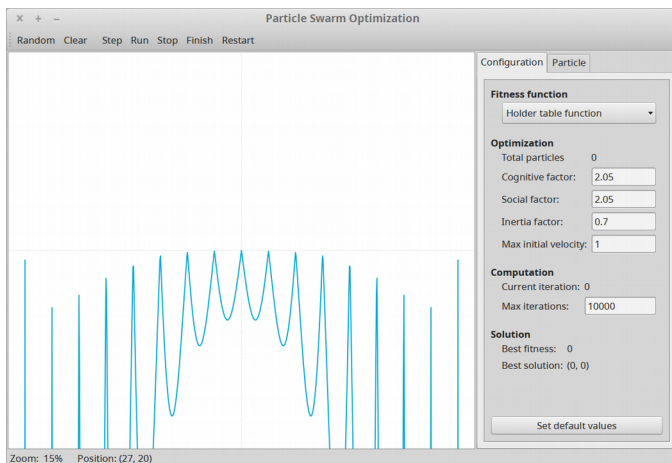 Particle Swarm Optimization
Random Clear Step Run Stop Finish Restart
Configuration Particle
Fitness function
Holder table function
Optimization
Total particles 0
Cognitive factor: 2.05
Social factor: 2.05
Inertia factor: 0.7
Max initial velocity: 1
Computation
Current iteration: 0
Max iterations: 10000
Solution
Best fitness: 0
Best solution: (0, 0)
Set default values
Zoom: 15% Position: (27, 20)